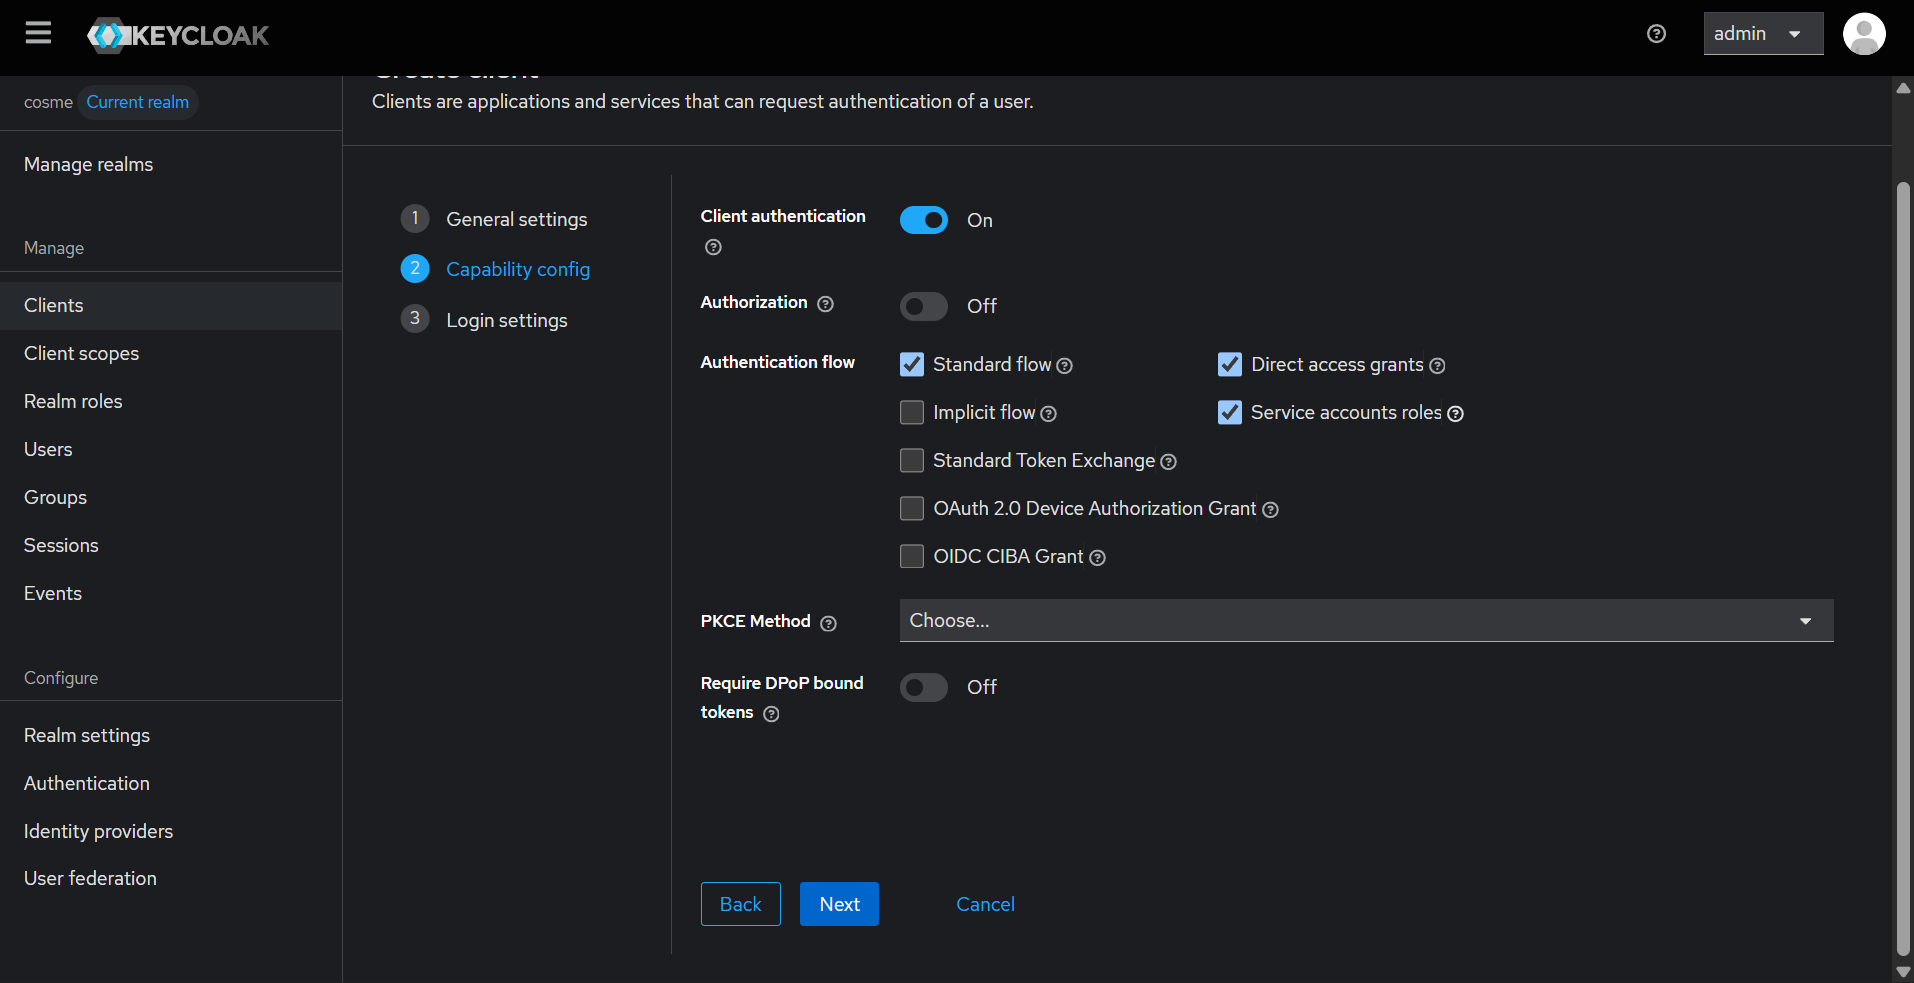 KEYCLOAK
admin
cosme Current realm
Manage realms
Manage
Clients
Client scopes
Realm roles
Users
Groups
Sessions
Events
Configure
Realm settings
Authentication
Identity providers
User federation
Create client
Clients are applications and services that can request authentication of a user.
1 General settings
2 Capability config
3 Login settings
Client authentication
On
Authorization
Off
Authentication flow
Standard flow
Direct access grants
Implicit flow
Service accounts roles
Standard Token Exchange
OAuth 2.0 Device Authorization Grant
OIDC CIBA Grant
PKCE Method
Choose...
Require DPoP bound
tokens
Off
Back
Next
Cancel